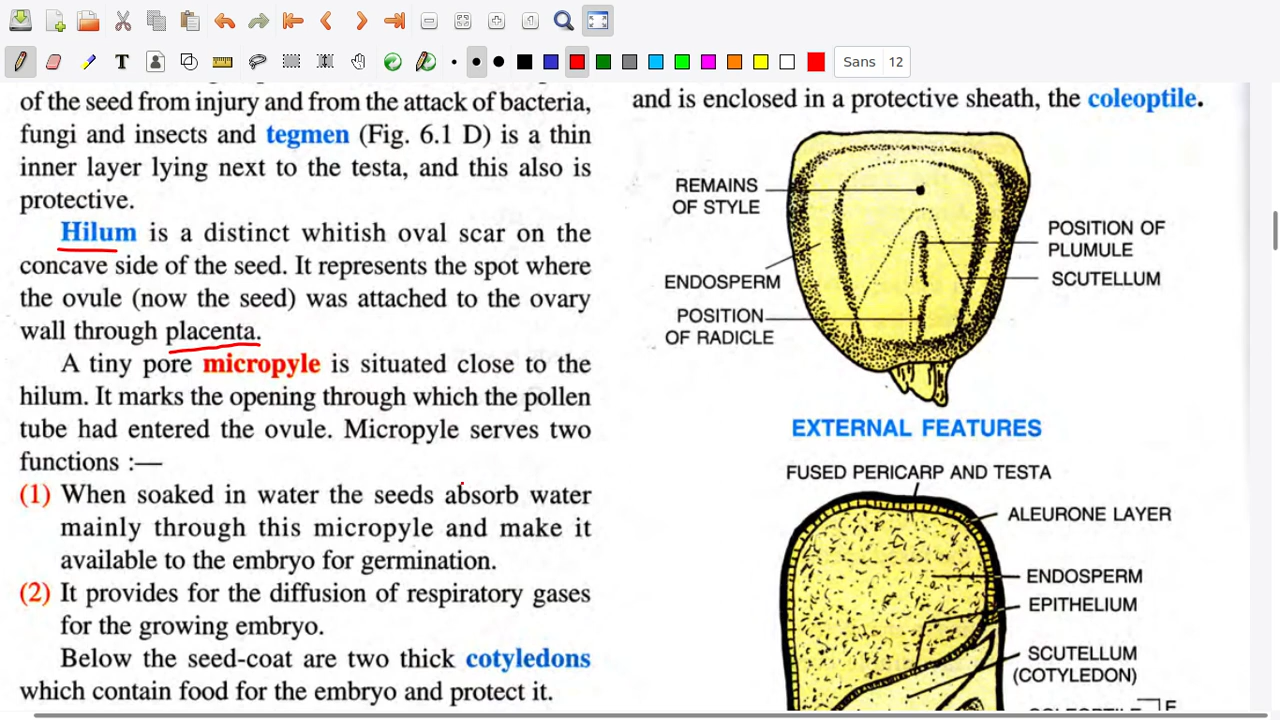 Sans 12
of the seed from injury and from the attack of bacteria,
fungi and insects and tegmen (Fig. 6.1 D) is a thin
inner layer lying next to the testa, and this also is
protective.
Hilum is a distinct whitish oval scar on the
concave side of the seed. It represents the spot where
the ovule (now the seed) was attached to the ovary
wall through placenta.
A tiny pore micropyle is situated close to the
hilum. It marks the opening through which the pollen
tube had entered the ovule. Micropyle serves two
functions :—
(1) When soaked in water the seeds absorb water
mainly through this micropyle and make it
available to the embryo for germination.
(2) It provides for the diffusion of respiratory gases
for the growing embryo.
Below the seed-coat are two thick cotyledons
which contain food for the embryo and protect it.
and is enclosed in a protective sheath, the coleoptile.
REMAINS
OF STYLE
ENDOSPERM
POSITION
OF RADICLE
POSITION OF
PLUMULE
SCUTELLUM
EXTERNAL FEATURES
FUSED PERICARP AND TESTA
ALEURONE LAYER
ENDOSPERM
EPITHELIUM
SCUTELLUM
(COTYLEDON)